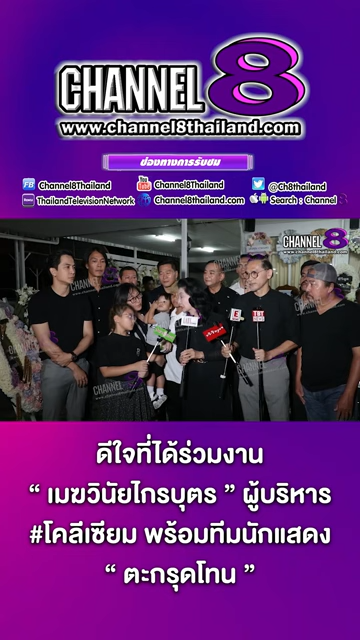 CHANNEL 8
www.channel8thailand.com
ช่องทางการรับชม
FB Channel8Thailand
You Tube Channel8Thailand
@Ch8thailand
ThailandTelevisionNetwork
Channel8Thailand.com
Search : Channel 8
CHANNEL 8
ดีใจที่ได้ร่วมงาน
“ เมฆวินัยไกรบุตร ” ผู้บริหาร
#โคลีเซียม พร้อมทีมนักแสดง
“ ตะกรุดโทน ”